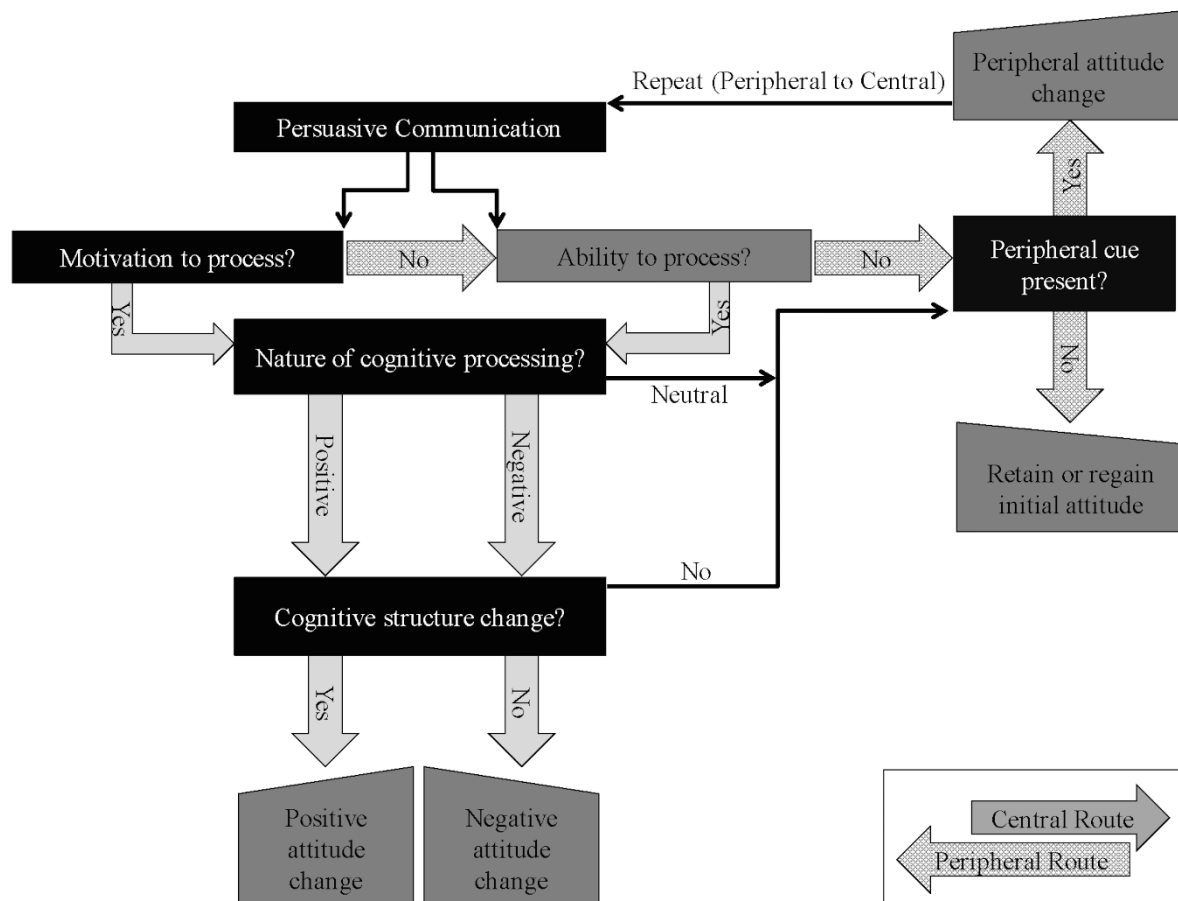 Peripheral attitude
change
Repeat (Peripheral to Central)
Persuasive Communication
Yes
Motivation to process?
No
Ability to process?
No
Peripheral cue
present?
Yes
Yes
No
Nature of cognitive processing?
Neutral
Positive
Negative
Retain or regain
initial attitude
No
Cognitive structure change?
Yes
No
Positive
attitude
change
Negative
attitude
change
Central Route
Peripheral Route